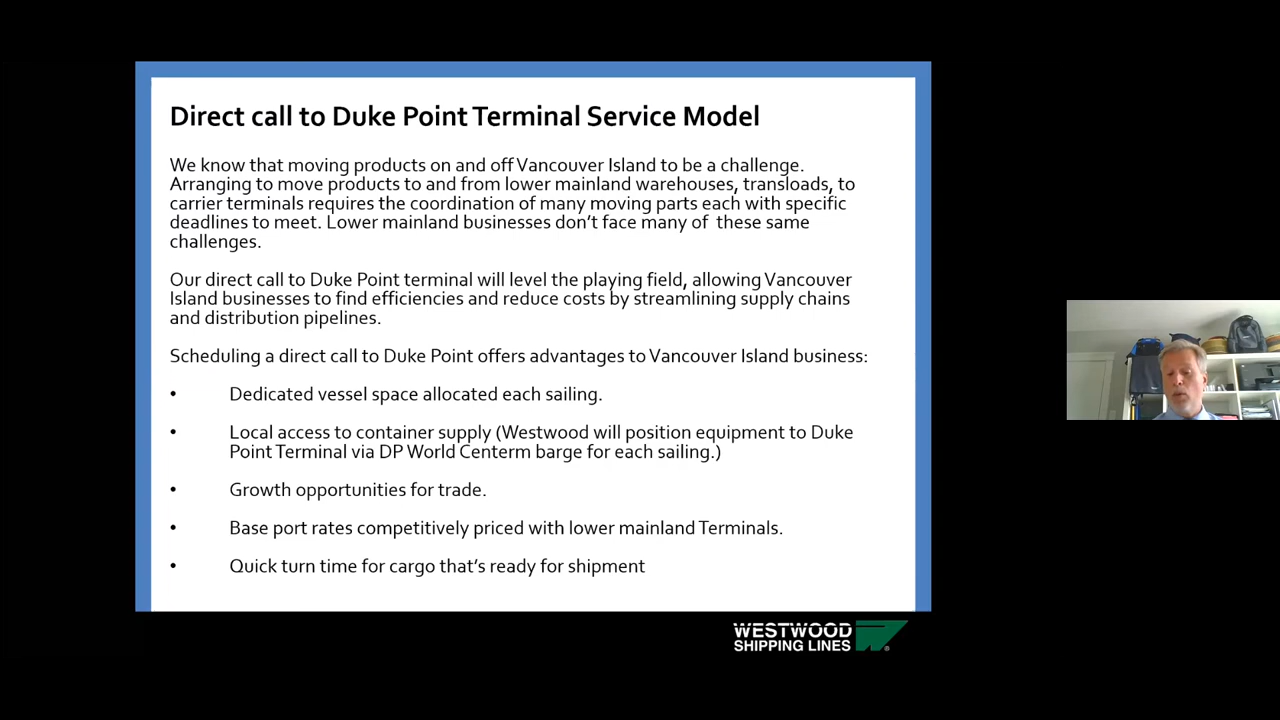 Direct call to Duke Point Terminal Service Model
We know that moving products on and off Vancouver Island to be a challenge.
Arranging to move products to and from lower mainland warehouses, transloads, to
carrier terminals requires the coordination of many moving parts each with specific
deadlines to meet. Lower mainland businesses don't face many of  these same
challenges.
Our direct call to Duke Point terminal will level the playing field, allowing Vancouver
Island businesses to find efficiencies and reduce costs by streamlining supply chains
and distribution pipelines.
Scheduling a direct call to Duke Point offers advantages to Vancouver Island business:
• Dedicated vessel space allocated each sailing.
• Local access to container supply (Westwood will position equipment to Duke
Point Terminal via DP World Centerm barge for each sailing.)
• Growth opportunities for trade.
• Base port rates competitively priced with lower mainland Terminals.
• Quick turn time for cargo that's ready for shipment
WESTWOOD
SHIPPING LINES
®